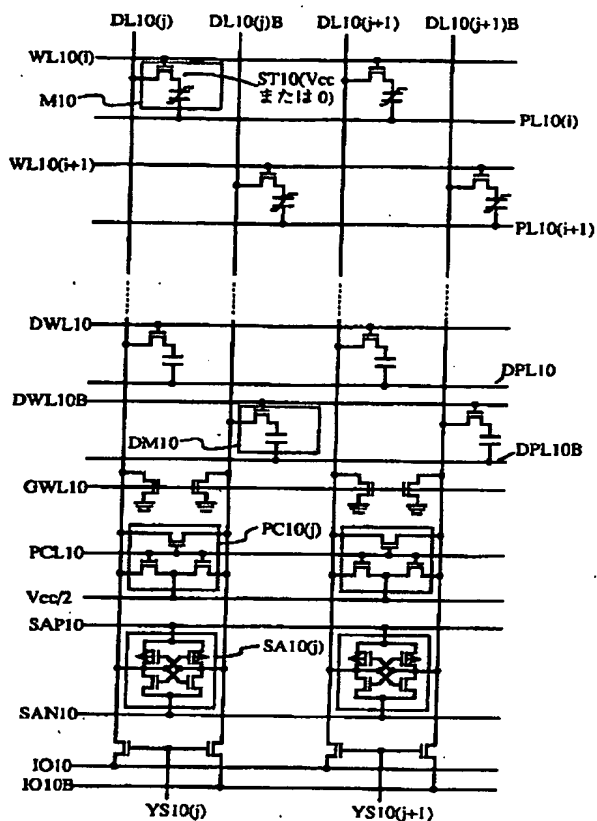 DL10(j) DL10(j)B DL10(j+1) DL10(j+1)B
WL10(i)
ST10(Vcc
または 0)
M10
PL10(i)
WL10(i+1)
PL10(i+1)
DWL10
DPL10
DWL10B
DM10
DPL10B
GWL10
PC10(j)
PCL10
Vcc/2
SAP10
SA10(j)
SAN10
IO10
IO10B
YS10(j) YS10(j+1)